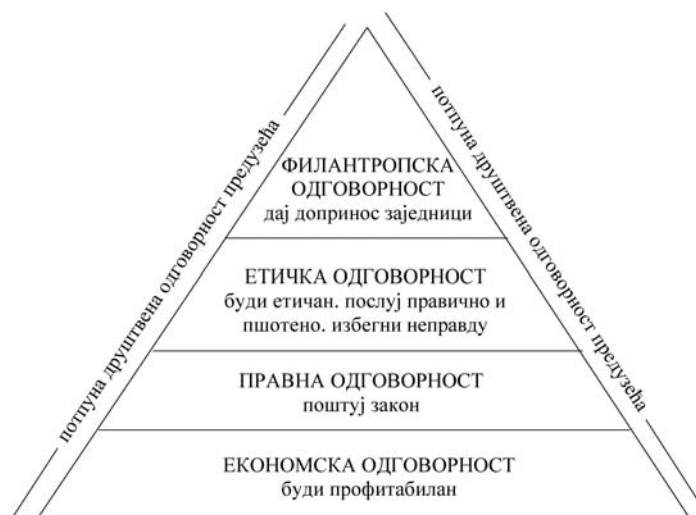 потпуна друштвена одговорност предузећа
потпуна друштвена одговорност предузећа
ФИЛАНТРОПСКА
ОДГОВОРНОСТ
дај допринос заједници
ЕТИЧКА ОДГОВОРНОСТ
буди етичан. послуј правично и
пшотено. избегни неправду
ПРАВНА ОДГОВОРНОСТ
поштуј закон
ЕКОНОМСКА ОДГОВОРНОСТ
буди профитабилан